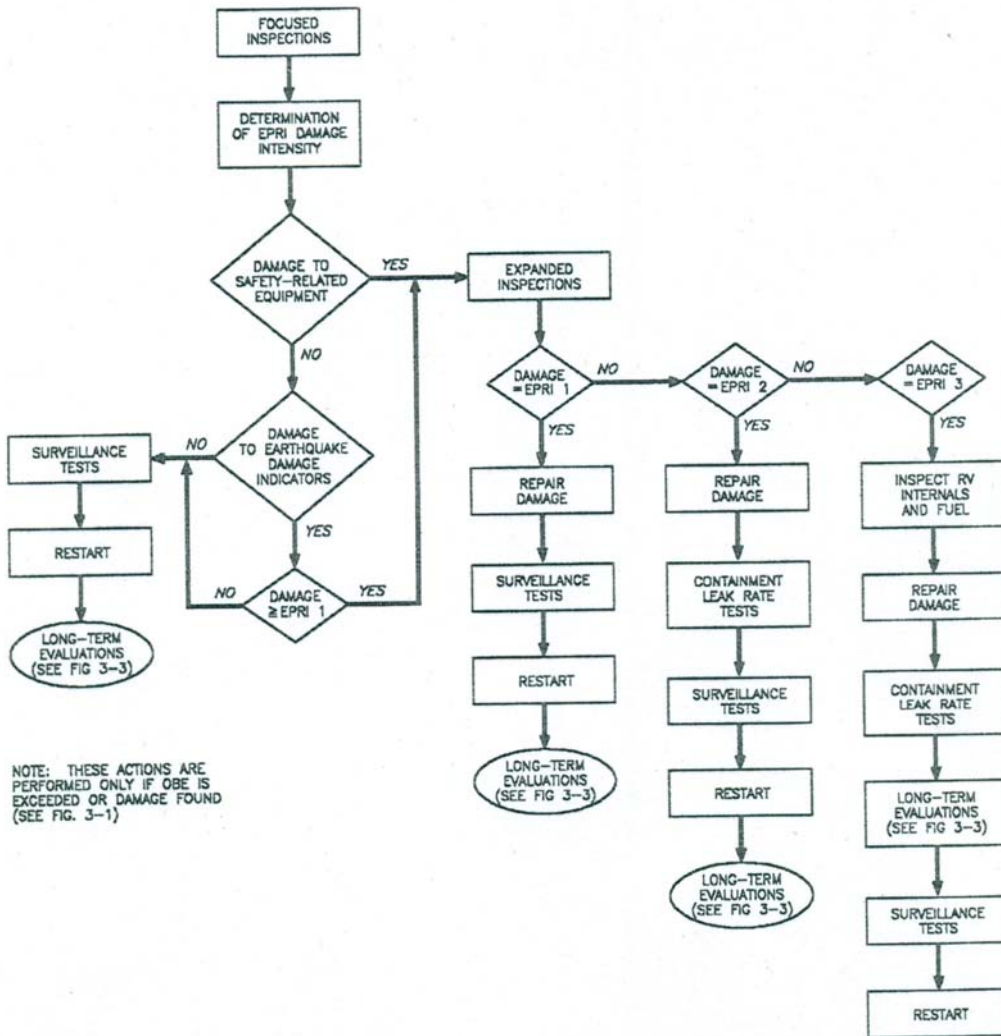 FOCUSED
INSPECTIONS
DETERMINATION
OF EPRI DAMAGE
INTENSITY
DAMAGE TO
SAFETY-RELATED
EQUIPMENT
YES
NO
EXPANDED
INSPECTIONS
DAMAGE
TO EARTHQUAKE
DAMAGE
INDICATORS
NO
YES
SURVEILLANCE
TESTS
RESTART
LONG-TERM
EVALUATIONS
(SEE FIG 3-3)
DAMAGE
≧EPRI 1
NO
YES
DAMAGE
=EPRI 1
NO
YES
REPAIR
DAMAGE
SURVEILLANCE
TESTS
RESTART
LONG-TERM
EVALUATIONS
(SEE FIG 3-3)
DAMAGE
=EPRI 2
NO
YES
REPAIR
DAMAGE
CONTAINMENT
LEAK RATE
TESTS
SURVEILLANCE
TESTS
RESTART
LONG-TERM
EVALUATIONS
(SEE FIG 3-3)
DAMAGE
=EPRI 3
YES
INSPECT RV
INTERNALS
AND FUEL
REPAIR
DAMAGE
CONTAINMENT
LEAK RATE
TESTS
LONG-TERM
EVALUATIONS
(SEE FIG 3-3)
SURVEILLANCE
TESTS
RESTART
NOTE: THESE ACTIONS ARE
PERFORMED ONLY IF OBE IS
EXCEEDED OR DAMAGE FOUND
(SEE FIG. 3-1)